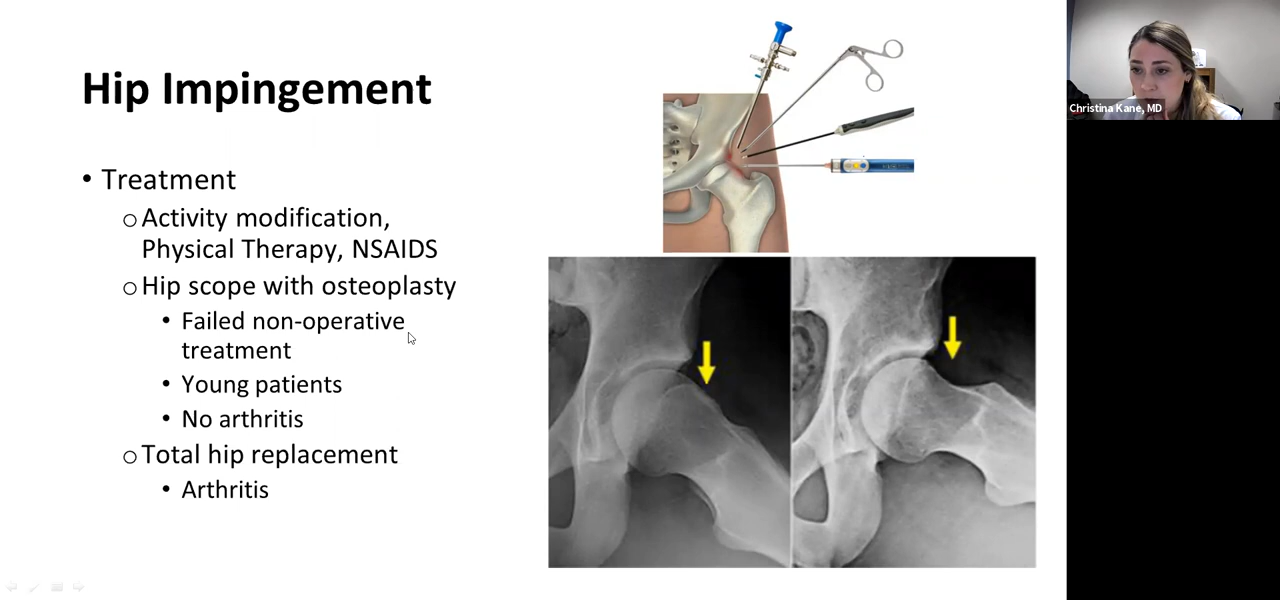 Hip Impingement
• Treatment
o Activity modification,
Physical Therapy, NSAIDS
o Hip scope with osteoplasty
• Failed non-operative
treatment
• Young patients
• No arthritis
o Total hip replacement
• Arthritis
Christina Kane, MD